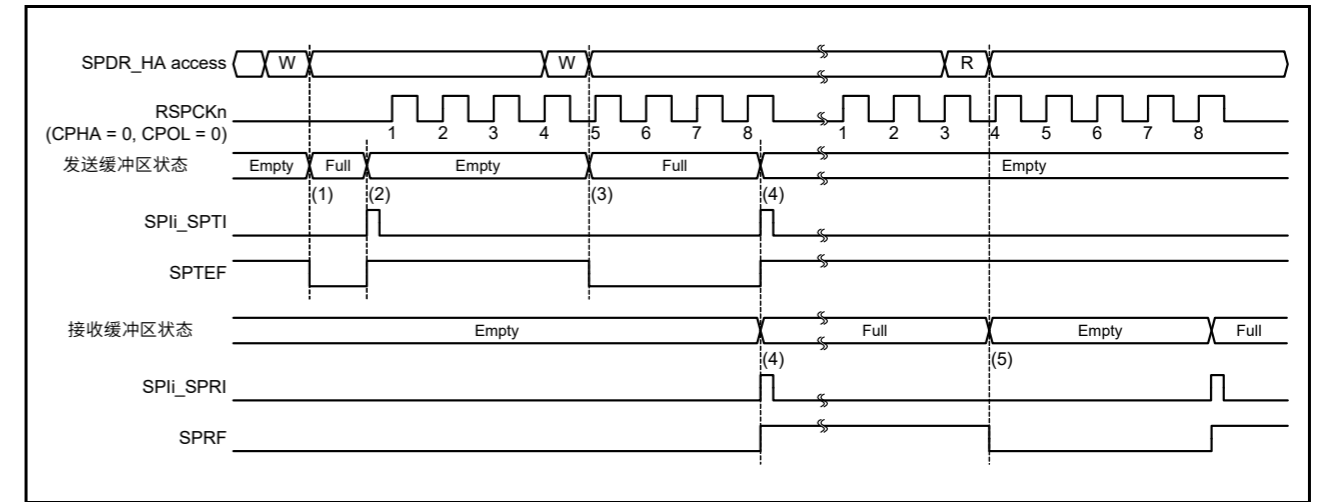 SPDR_HA access W W R
RSPCKn
(CPHA = 0, CPOL = 0) 1 2 3 4 5 6 7 8 1 2 3 4 5 6 7 8
发送缓冲区状态 Empty Full Empty Full Empty
(1) (2) (3) (4)
SPIi_SPTI
SPTEF
接收缓冲区状态 Empty Full Empty Full
(4) (5)
SPIi_SPRI
SPRF